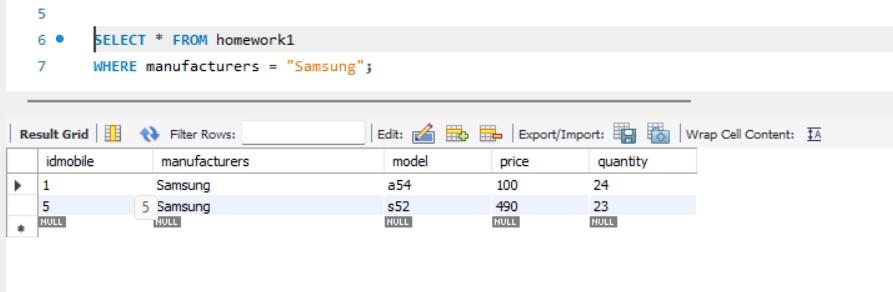 5
6 SELECT * FROM homework1
7 WHERE manufacturers = "Samsung";
Result Grid Filter Rows: Edit: Export/Import: Wrap Cell Content: IA
idmobile manufacturers model price quantity
1 Samsung a54 100 24
5 5 Samsung s52 490 23
NULL NULL NULL NULL NULL